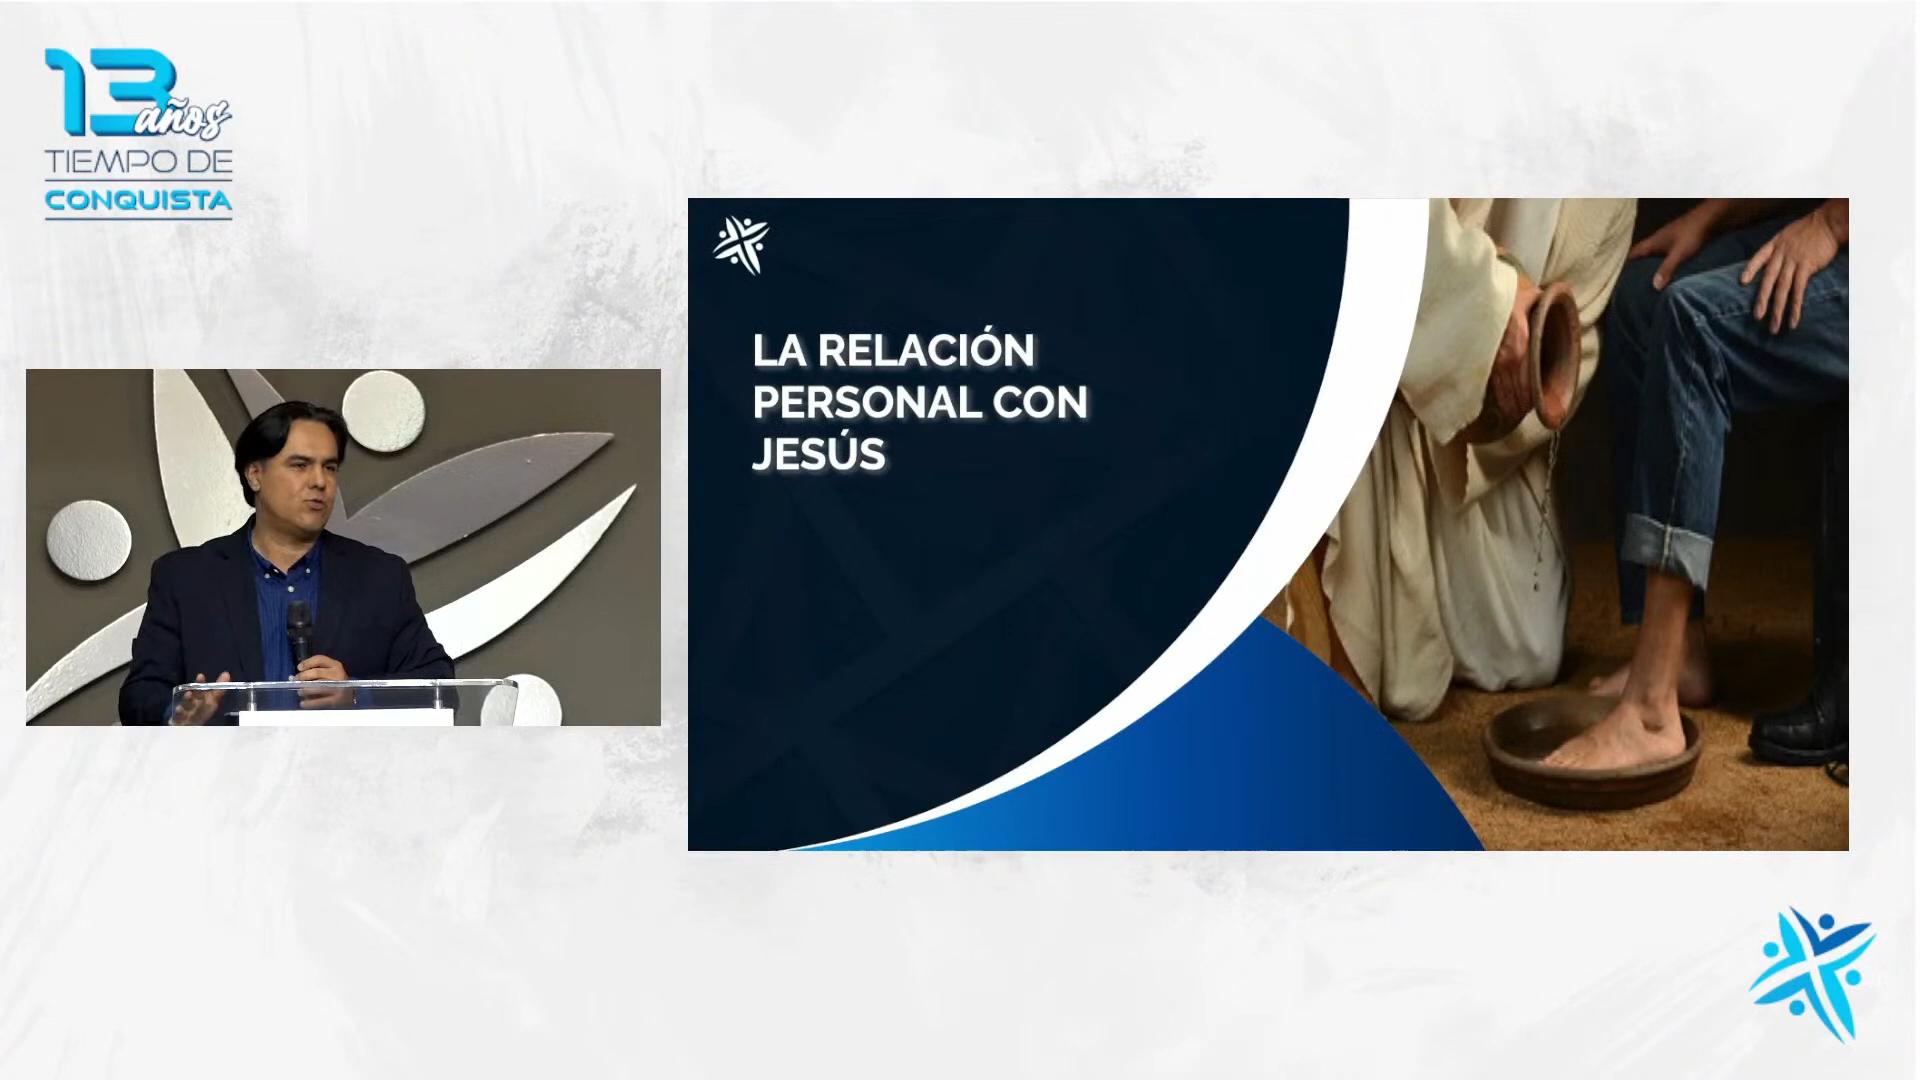 13
años
TIEMPO DE
CONQUISTA
LA RELACIÓN
PERSONAL CON
JESÚS